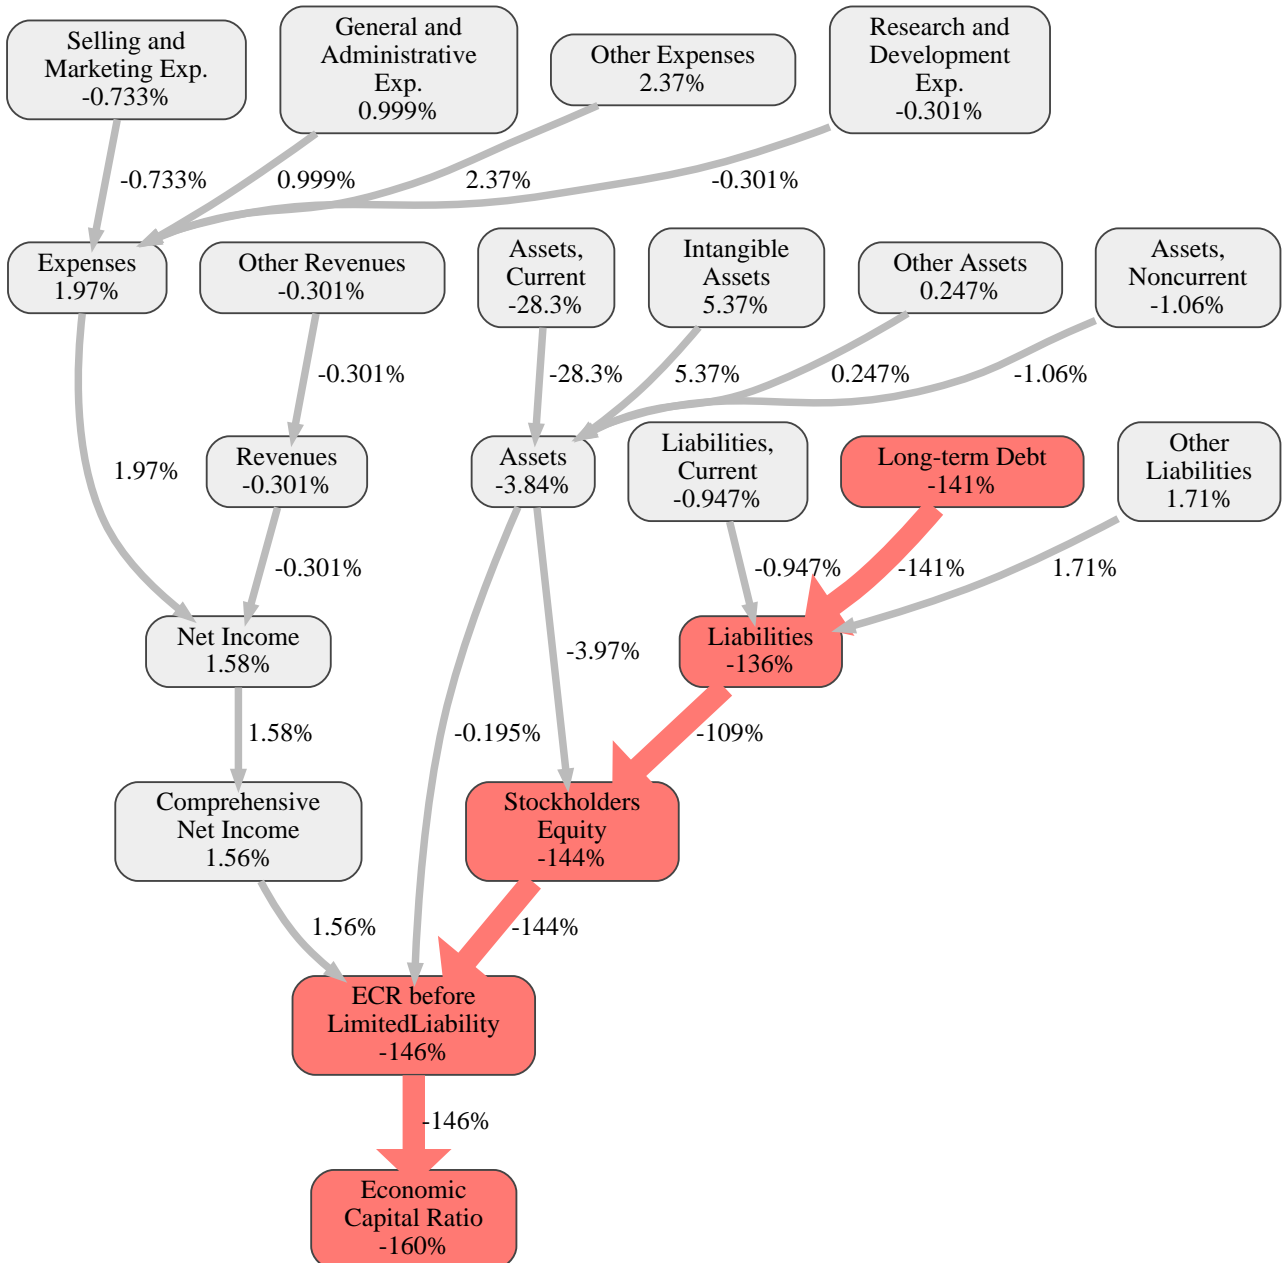 Selling and
Marketing Exp.
-0.733%
General and
Administrative
Exp.
0.999%
Other Expenses
2.37%
Research and
Development
Exp.
-0.301%
-0.733%
0.999%
2.37%
-0.301%
Expenses
1.97%
Other Revenues
-0.301%
Assets,
Current
-28.3%
Intangible
Assets
5.37%
Other Assets
0.247%
Assets,
Noncurrent
-1.06%
-0.301%
-28.3%
5.37%
0.247%
-1.06%
1.97%
Revenues
-0.301%
Assets
-3.84%
Liabilities,
Current
-0.947%
Long-term Debt
-141%
Other
Liabilities
1.71%
-0.301%
-0.947%
-141%
1.71%
Net Income
1.58%
-3.97%
Liabilities
-136%
1.58%
-0.195%
-109%
Comprehensive
Net Income
1.56%
Stockholders
Equity
-144%
1.56%
-144%
ECR before
LimitedLiability
-146%
-146%
Economic
Capital Ratio
-160%